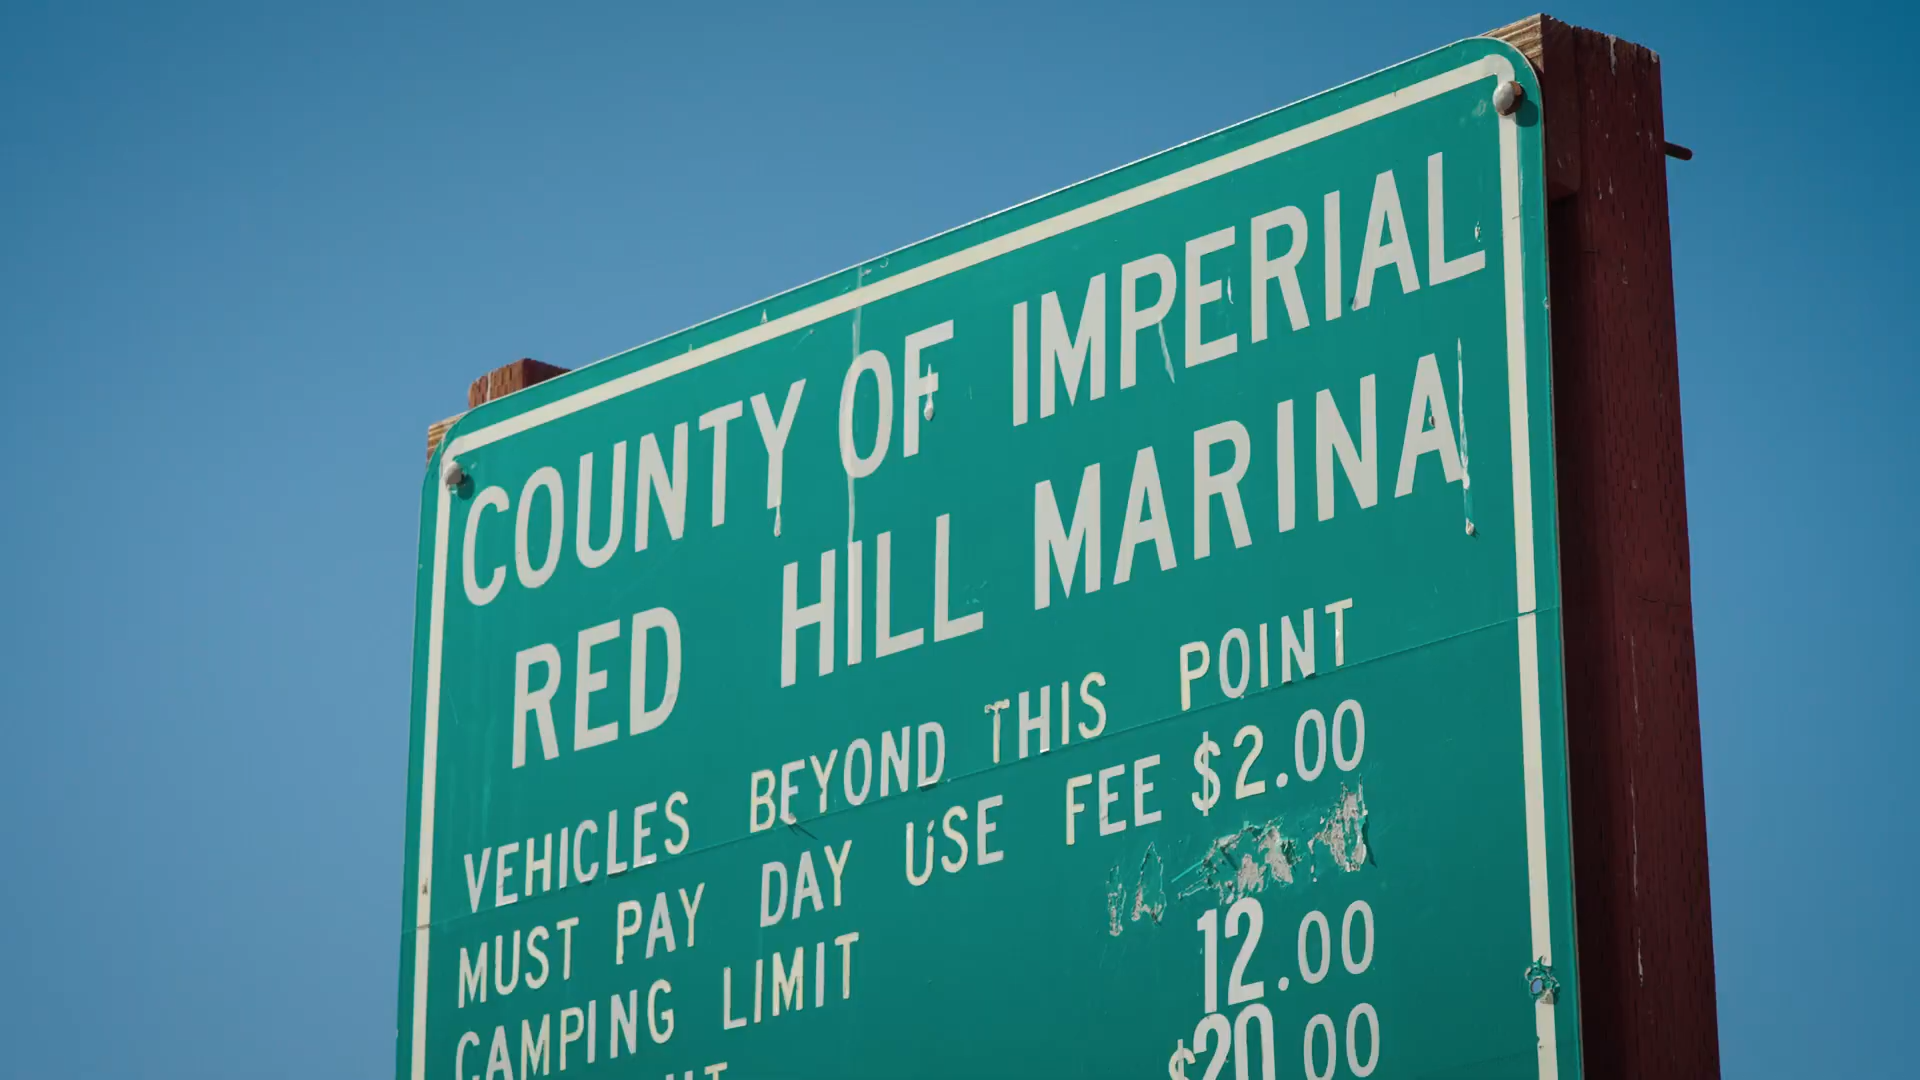 COUNTY OF IMPERIAL
RED HILL MARINA
VEHICLES BEYOND THIS POINT
MUST PAY DAY USE FEE $2.00
CAMPING LIMIT
12.00
$20.00